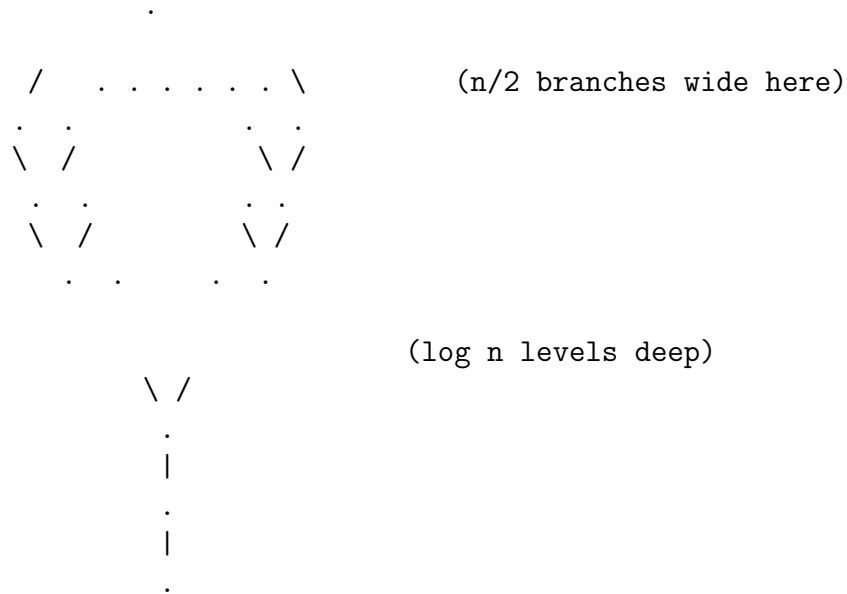 .
/ . . . . . . \ (n/2 branches wide here)
. . . .
\ / \ /
. . . .
\ / \ /
. . . .
(log n levels deep)
\ /
.
|
.
|
.